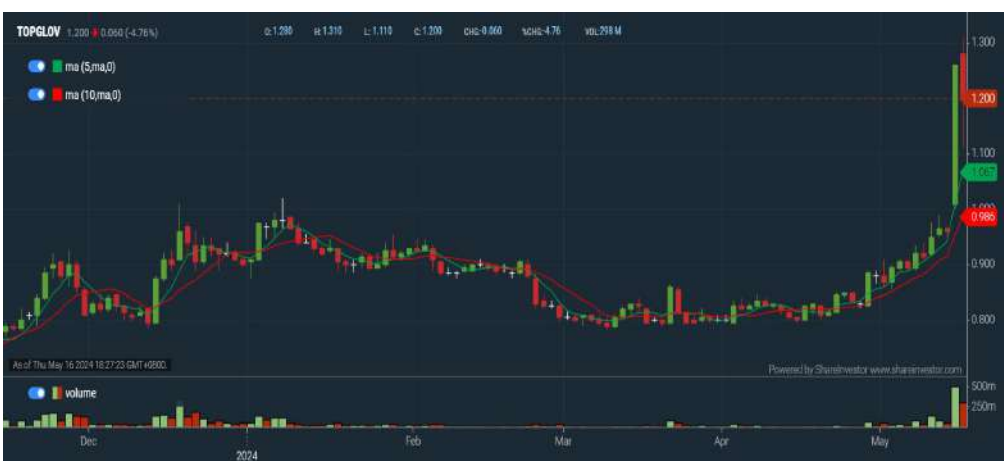 TOPGLOV 1.200 0.060 (-4.76%) O:1.280 H:1.310 L:1.110 C:1.200 CHG:-0.060 %CHG:-4.76 VOL:298 M
ma (5,ma,0)
ma (10,ma,0)
1.300
1.200
1.100
1.067
1.000
0.986
0.900
0.800
As of Thu May 16 2024 18:27:23 GMT+0800.
Powered by ShareInvestor www.shareinvestor.com
volume
500m
250m
Dec 2024 Feb Mar Apr May